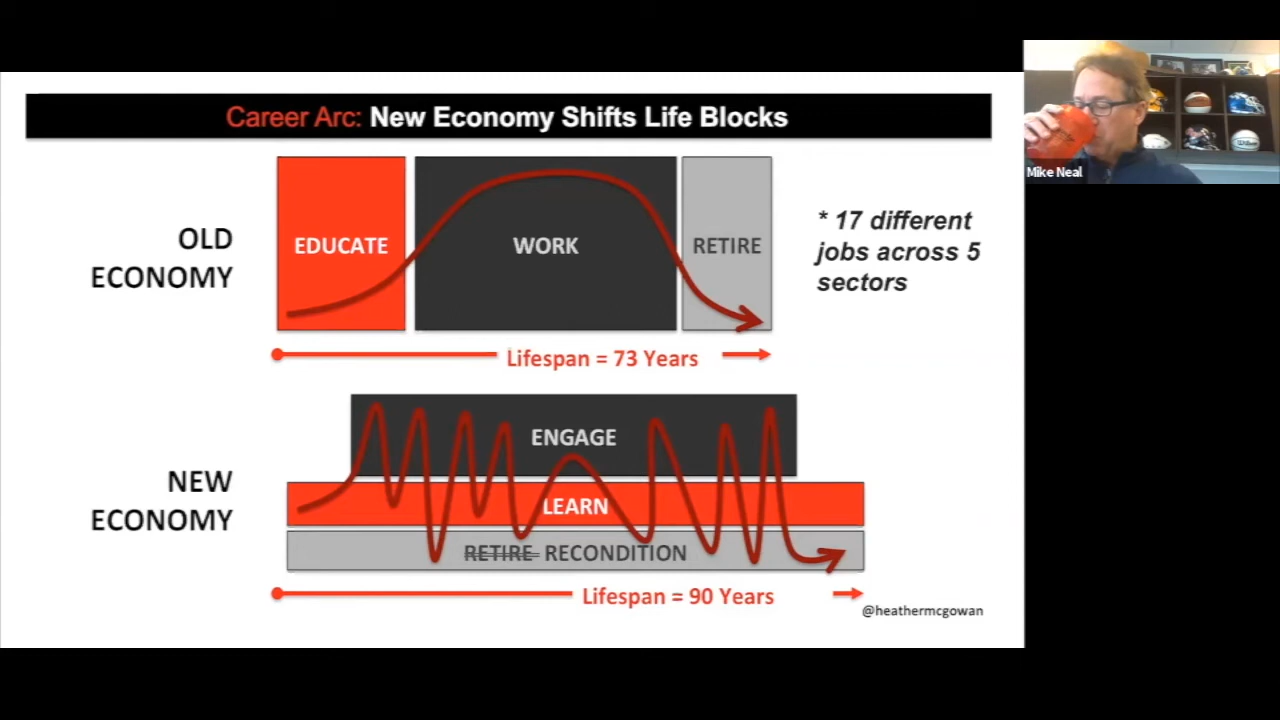 Career Arc: New Economy Shifts Life Blocks
OLD
ECONOMY
EDUCATE
WORK
RETIRE
* 17 different
jobs across 5
sectors
Lifespan = 73 Years
NEW
ECONOMY
ENGAGE
LEARN
RETIRE RECONDITION
Lifespan = 90 Years
@heathermcgowan
Mike Neal